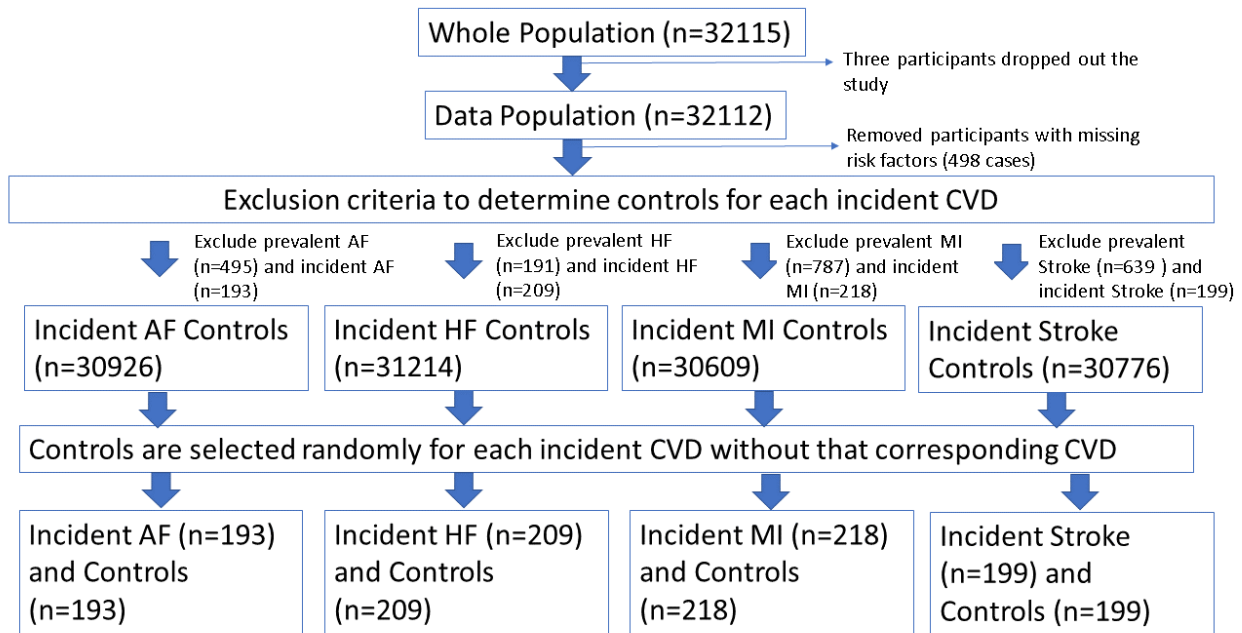 Whole Population (n=32115)
Three participants dropped out the
study
Data Population (n=32112)
Removed participants with missing
risk factors (498 cases)
Exclusion criteria to determine controls for each incident CVD
Exclude prevalent AF
(n=495) and incident AF
(n=193)
Exclude prevalent HF
(n=191) and incident HF
(n=209)
Exclude prevalent MI
(n=787) and incident
MI (n=218)
Exclude prevalent
Stroke (n=639 ) and
incident Stroke (n=199)
Incident AF Controls
(n=30926)
Incident HF Controls
(n=31214)
Incident MI Controls
(n=30609)
Incident Stroke
Controls (n=30776)
Controls are selected randomly for each incident CVD without that corresponding CVD
Incident AF (n=193)
and Controls
(n=193)
Incident HF (n=209)
and Controls
(n=209)
Incident MI (n=218)
and Controls
(n=218)
Incident Stroke
(n=199) and
Controls (n=199)